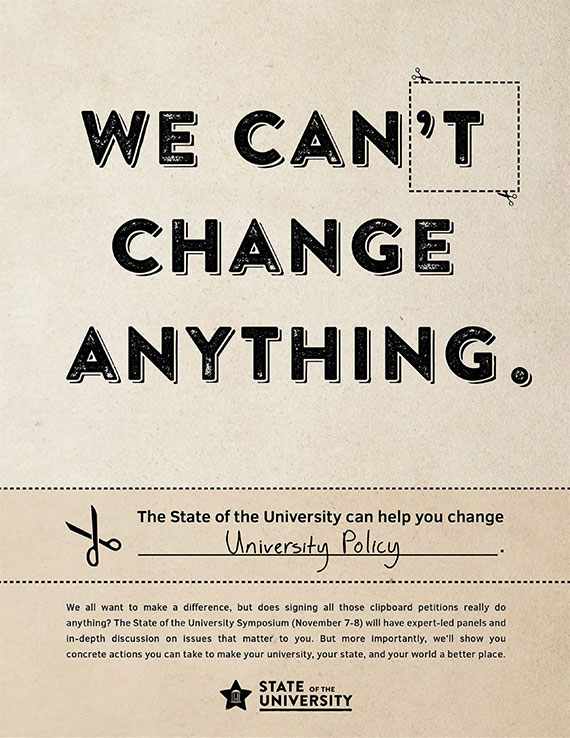 WE CAN'T
CHANGE
ANYTHING.
The State of the University can help you change
University Policy.
We all want to make a difference, but does signing all those clipboard petitions really do
anything? The State of the University Symposium (November 7-8) will have expert-led panels and
in-depth discussion on issues that matter to you. But more importantly, we'll show you
concrete actions you can take to make your university, your state, and your world a better place.
STATE OF THE
UNIVERSITY